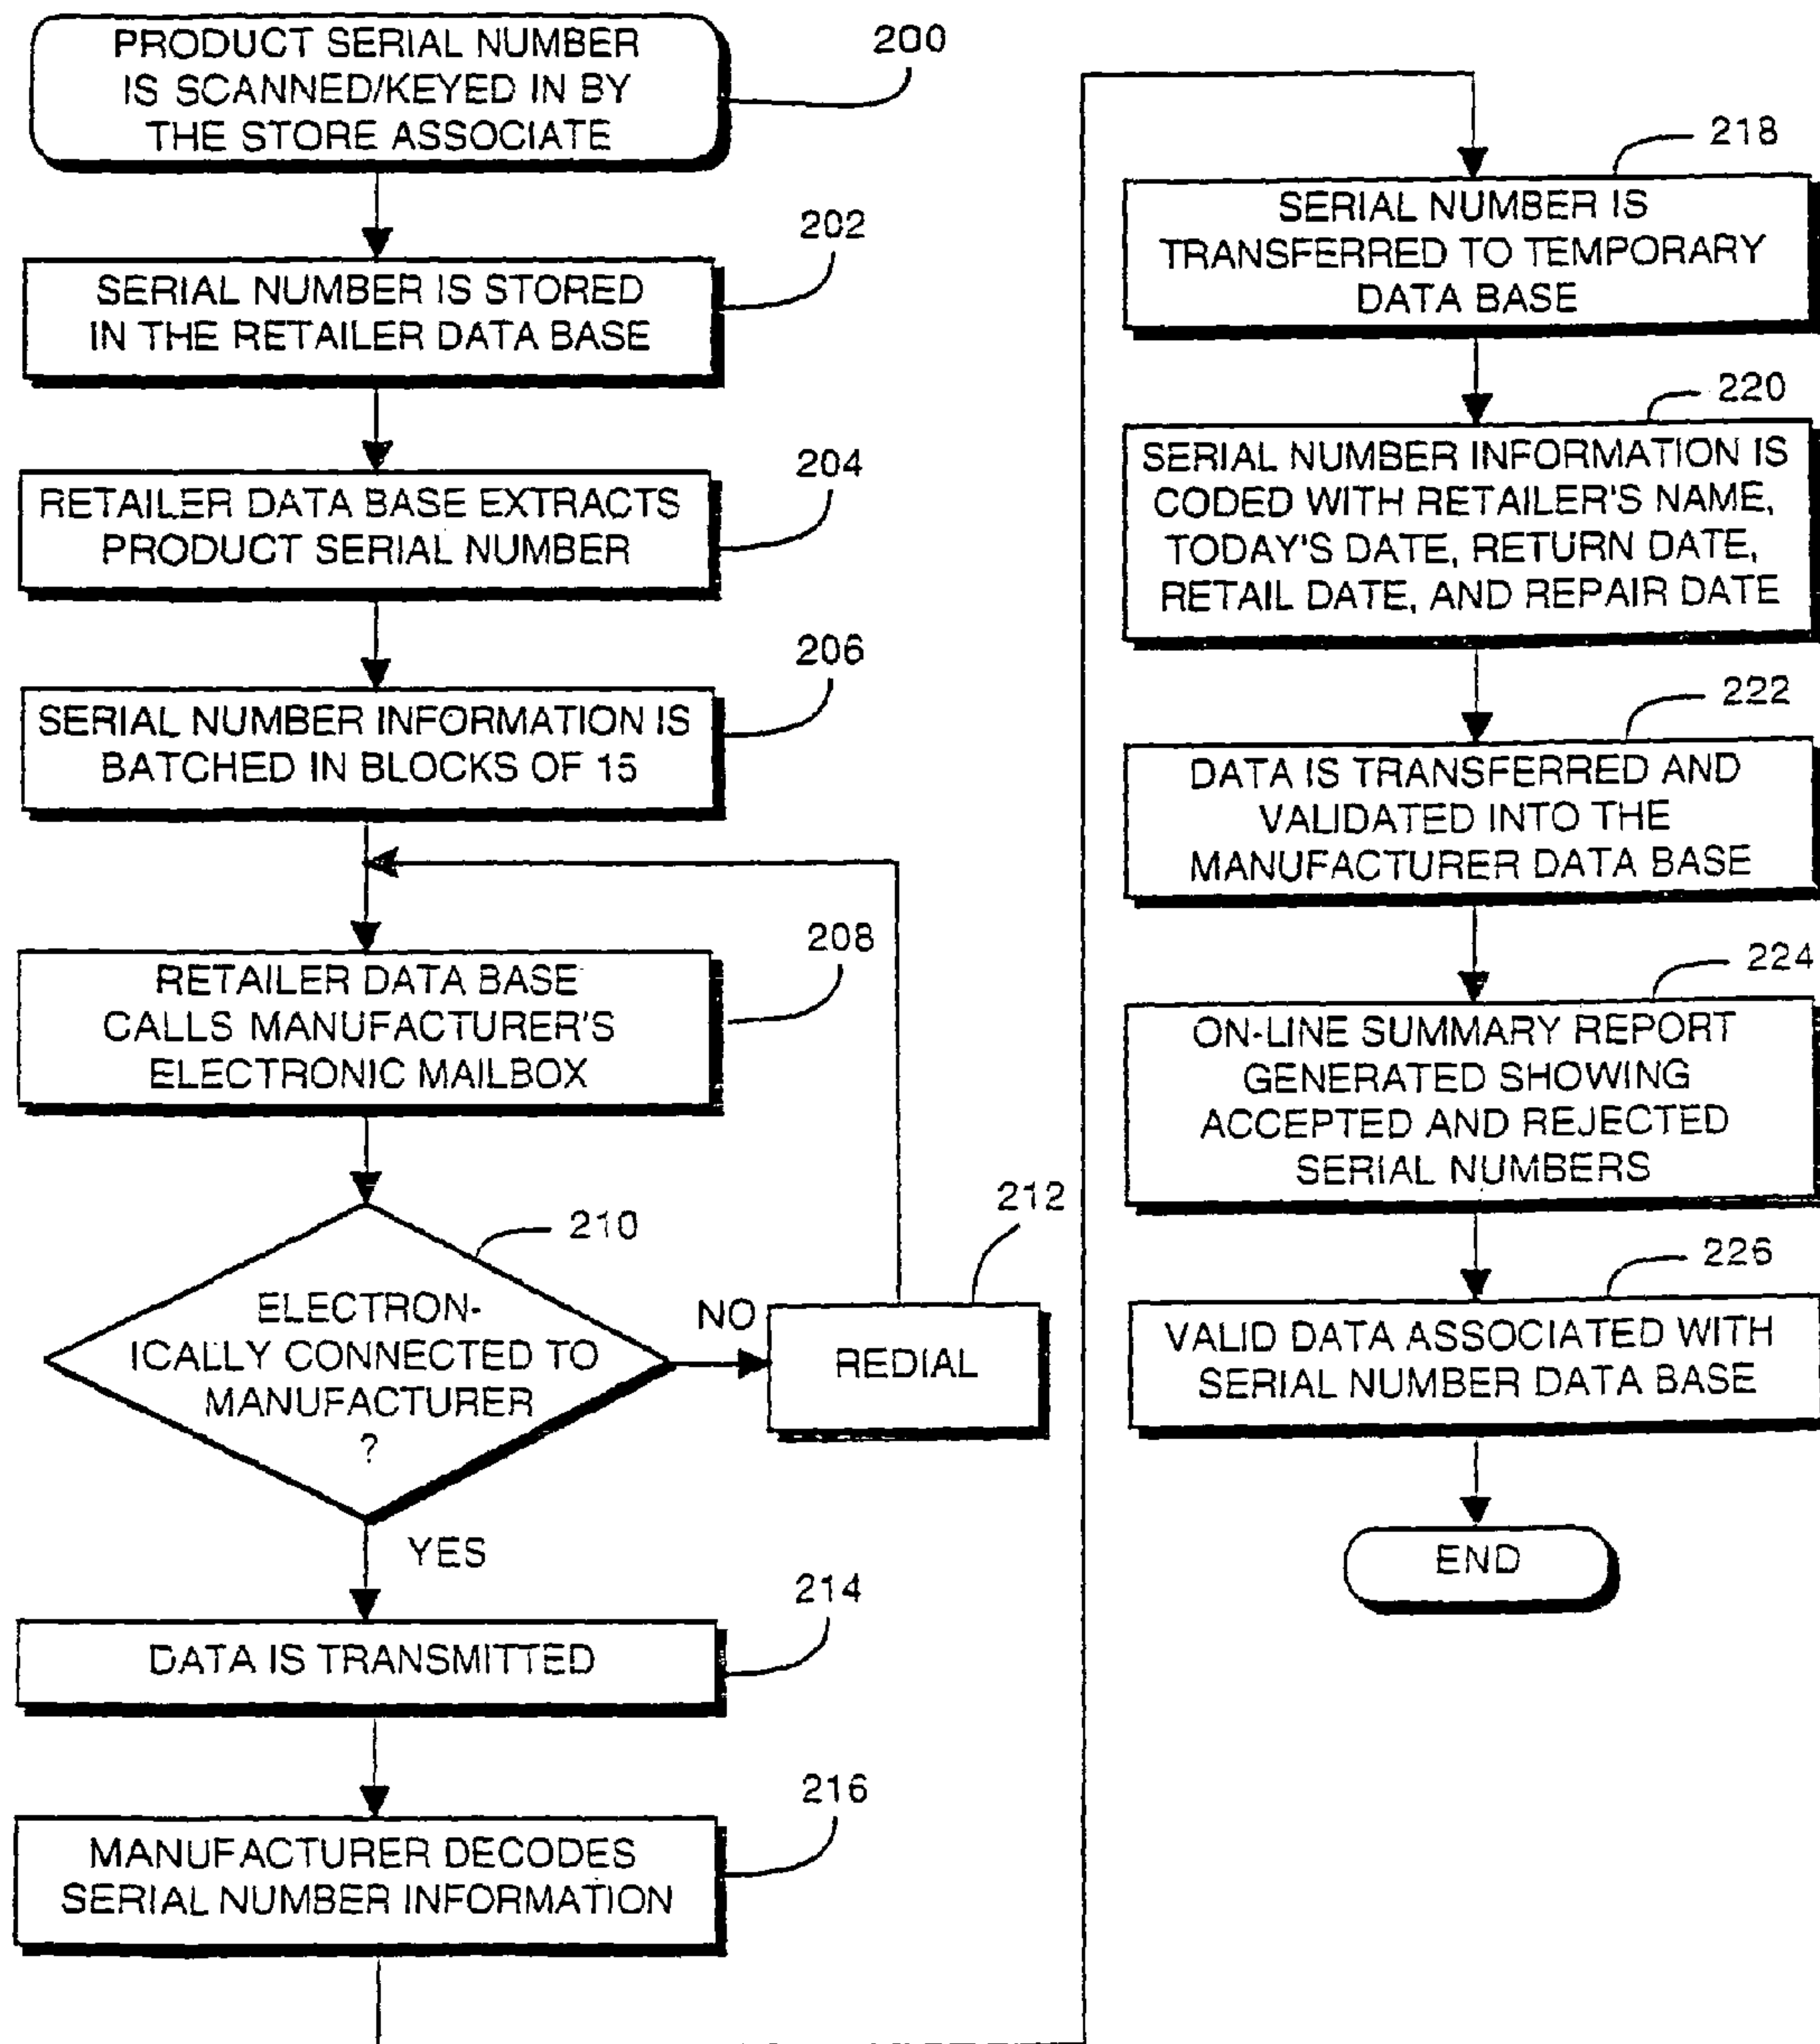 PRODUCT SERIAL NUMBER
IS SCANNED/KEYED IN BY
THE STORE ASSOCIATE
200
SERIAL NUMBER IS STORED
IN THE RETAILER DATA BASE
202
RETAILER DATA BASE EXTRACTS
PRODUCT SERIAL NUMBER
204
SERIAL NUMBER INFORMATION IS
BATCHED IN BLOCKS OF 15
206
RETAILER DATA BASE
CALLS MANUFACTURER'S
ELECTRONIC MAILBOX
208
ELECTRON-
ICALLY CONNECTED TO
MANUFACTURER
?
210
NO
REDIAL
212
YES
DATA IS TRANSMITTED
214
MANUFACTURER DECODES
SERIAL NUMBER INFORMATION
216
SERIAL NUMBER IS
TRANSFERRED TO TEMPORARY
DATA BASE
218
SERIAL NUMBER INFORMATION IS
CODED WITH RETAILER'S NAME,
TODAY'S DATE, RETURN DATE,
RETAIL DATE, AND REPAIR DATE
220
DATA IS TRANSFERRED AND
VALIDATED INTO THE
MANUFACTURER DATA BASE
222
ON-LINE SUMMARY REPORT
GENERATED SHOWING
ACCEPTED AND REJECTED
SERIAL NUMBERS
224
VALID DATA ASSOCIATED WITH
SERIAL NUMBER DATA BASE
226
END